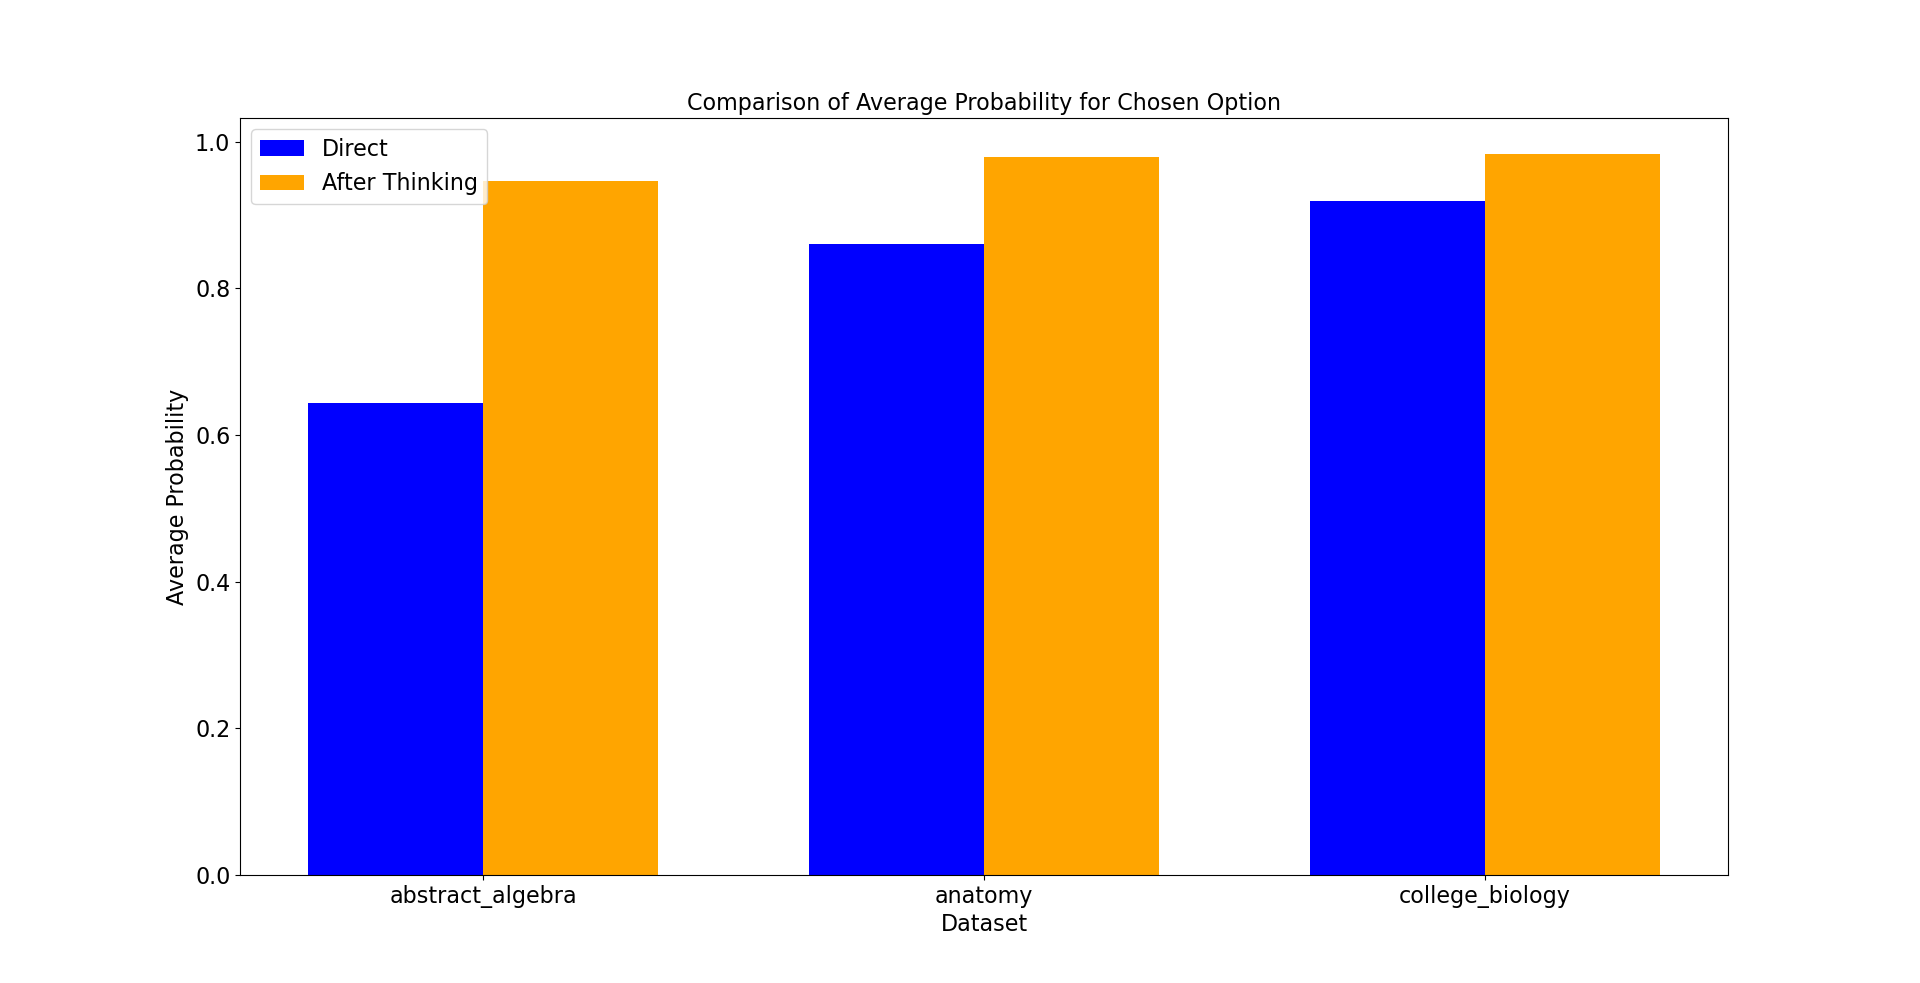 Comparison of Average Probability for Chosen Option
Direct
After Thinking
Average Probability
1.0
0.8
0.6
0.4
0.2
0.0
abstract_algebra anatomy college_biology
Dataset